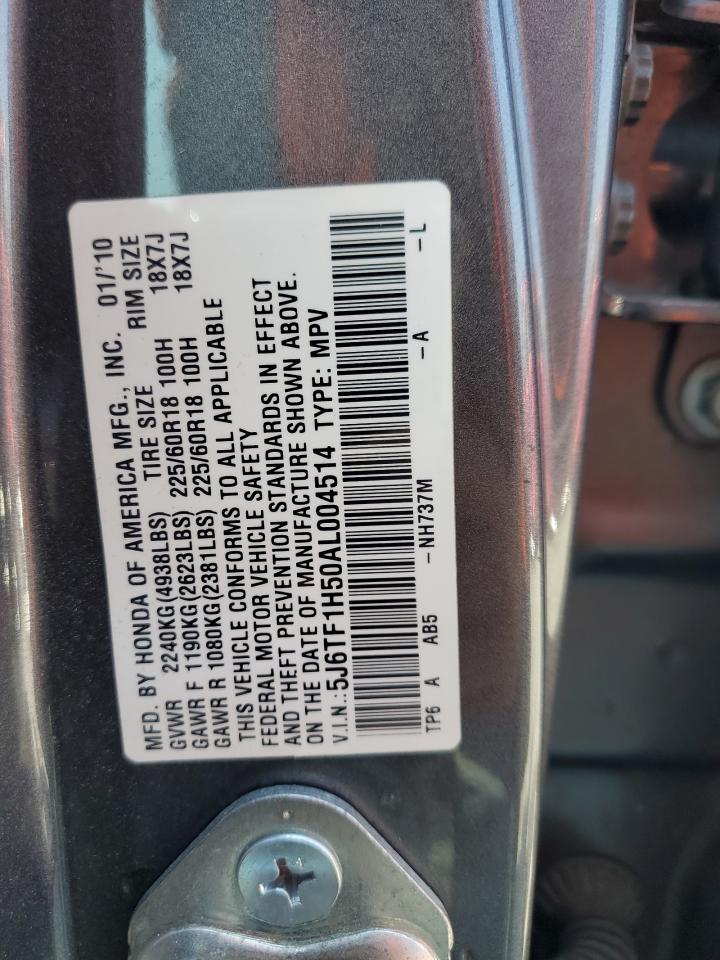 MFD. BY HONDA OF AMERICA MFG., INC. 01/'10
GVWR 2240KG(4938LBS) TIRE SIZE RIM SIZE
GAWR F 1190KG(2623LBS) 225/60R18 100H 18X7J
GAWR R 1080KG(2381LBS) 225/60R18 100H 18X7J
THIS VEHICLE CONFORMS TO ALL APPLICABLE
FEDERAL MOTOR VEHICLE SAFETY
AND THEFT PREVENTION STANDARDS IN EFFECT
ON THE DATE OF MANUFACTURE SHOWN ABOVE.
V.I.N.:5J6TF1H50AL004514 TYPE: MPV
TP6 A AB5 -NH737M -A -L